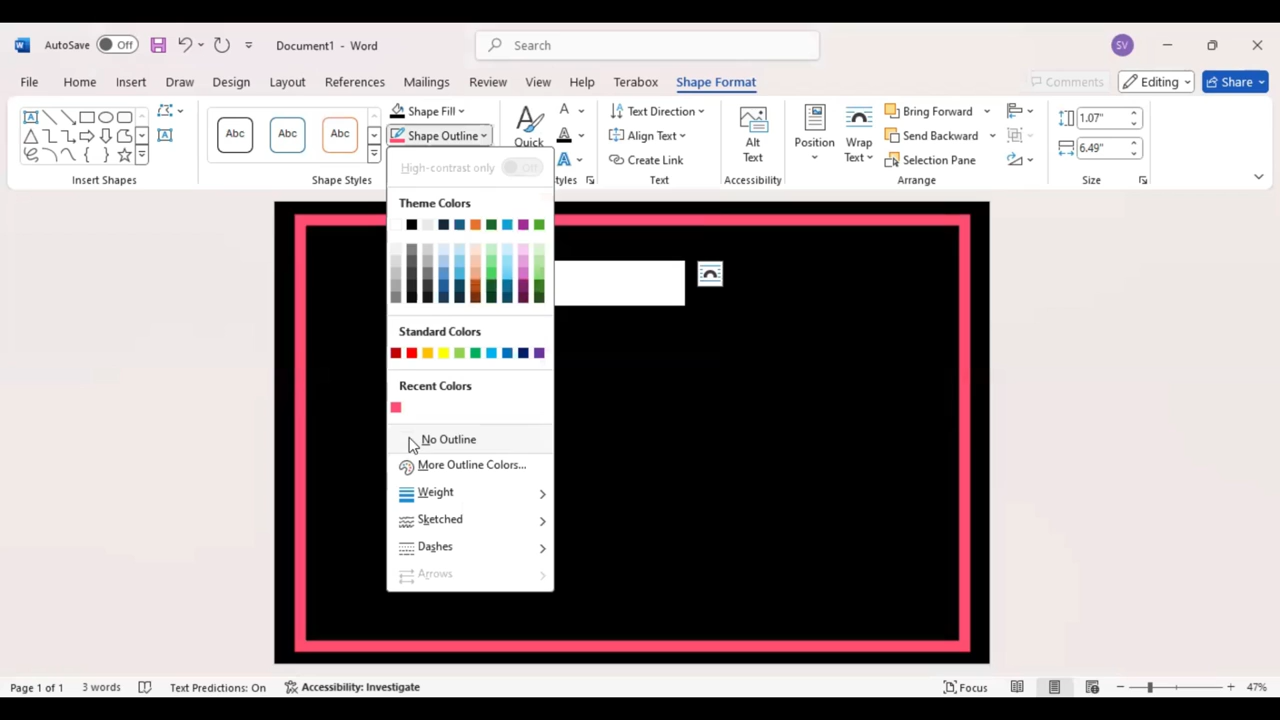 AutoSave Off Document1 - Word Search SV
File Home Insert Draw Design Layout References Mailings Review View Help Terabox Shape Format Comments Editing Share
Abc Abc Abc Shape Fill Text Direction Bring Forward 1.07"
Shape Outline Quick Align Text Alt Text Position Wrap Text Send Backward 6.49"
Create Link Selection Pane
Insert Shapes Shape Styles Text Accessibility Arrange Size
High-contrast only Off
Theme Colors
Standard Colors
Recent Colors
No Outline
More Outline Colors...
Weight
Sketched
Dashes
Arrows
Page 1 of 1 3 words Text Predictions: On Accessibility: Investigate Focus 47%